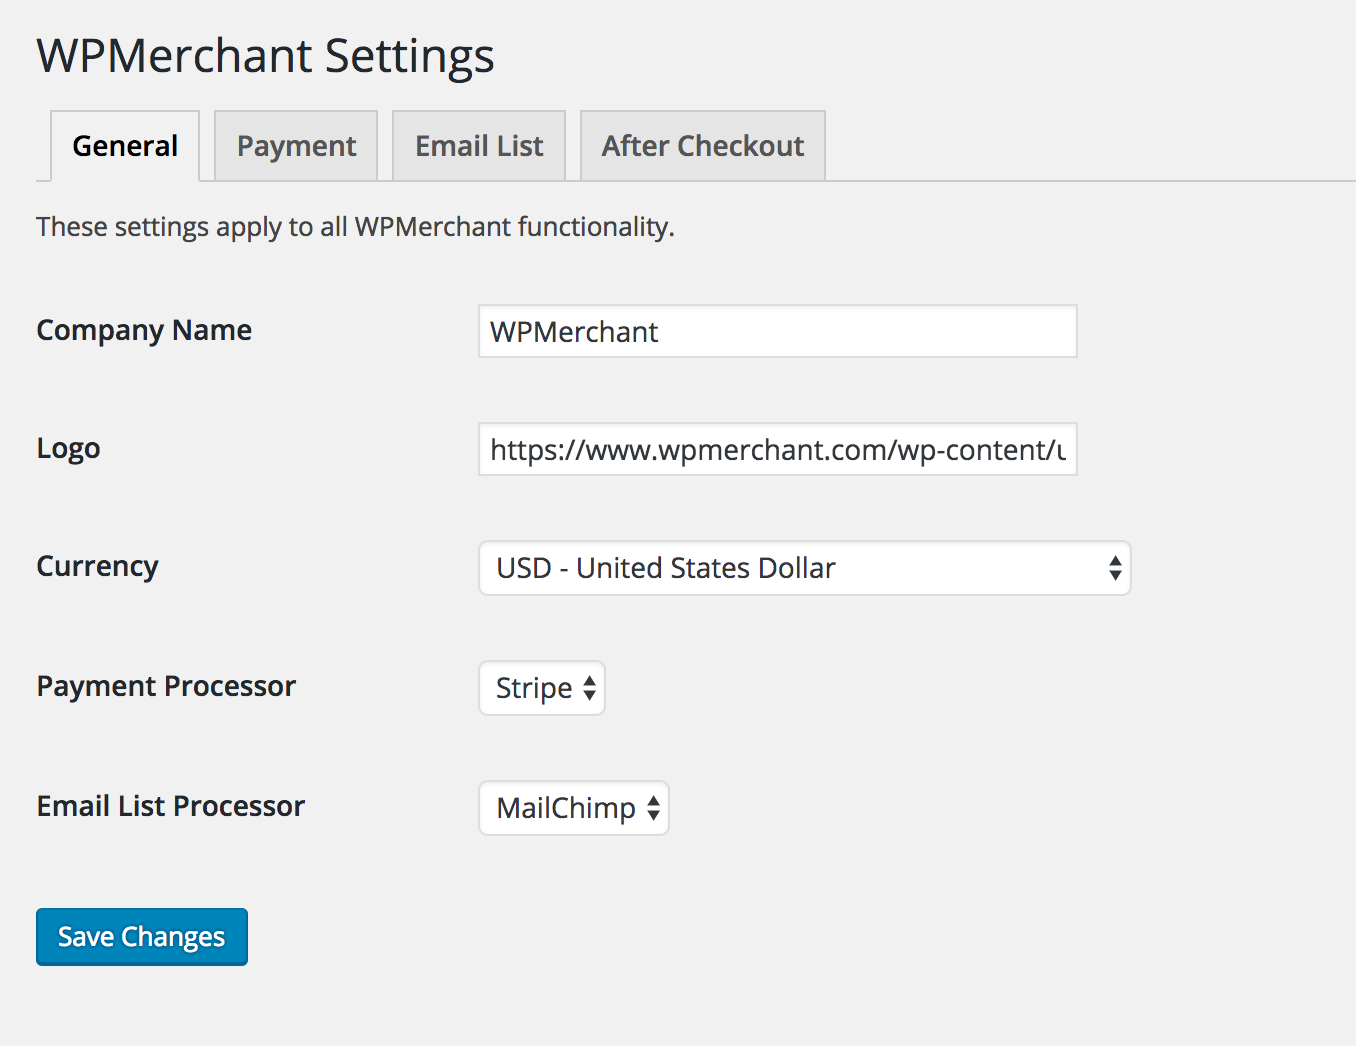 WPMerchant Settings
General Payment Email List After Checkout
These settings apply to all WPMerchant functionality.
Company Name WPMerchant
Logo https://www.wpmerchant.com/wp-content/u
Currency USD - United States Dollar
Payment Processor Stripe
Email List Processor MailChimp
Save Changes